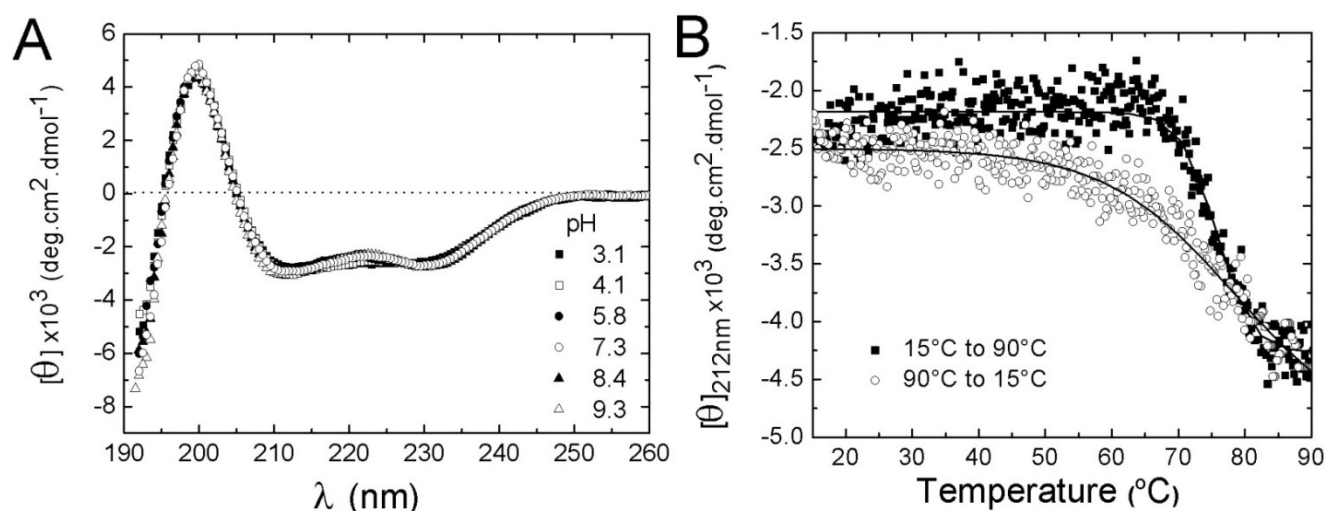 A
6
4
2
0
-2
-4
-6
-8
[θ] x10³ (deg.cm².dmol⁻¹)
190 200 210 220 230 240 250 260
λ (nm)
pH
3.1
4.1
5.8
7.3
8.4
9.3
B
-1.5
-2.0
-2.5
-3.0
-3.5
-4.0
-4.5
-5.0
[θ]212nm x10³ (deg.cm².dmol⁻¹)
15°C to 90°C
90°C to 15°C
20 30 40 50 60 70 80 90
Temperature (°C)